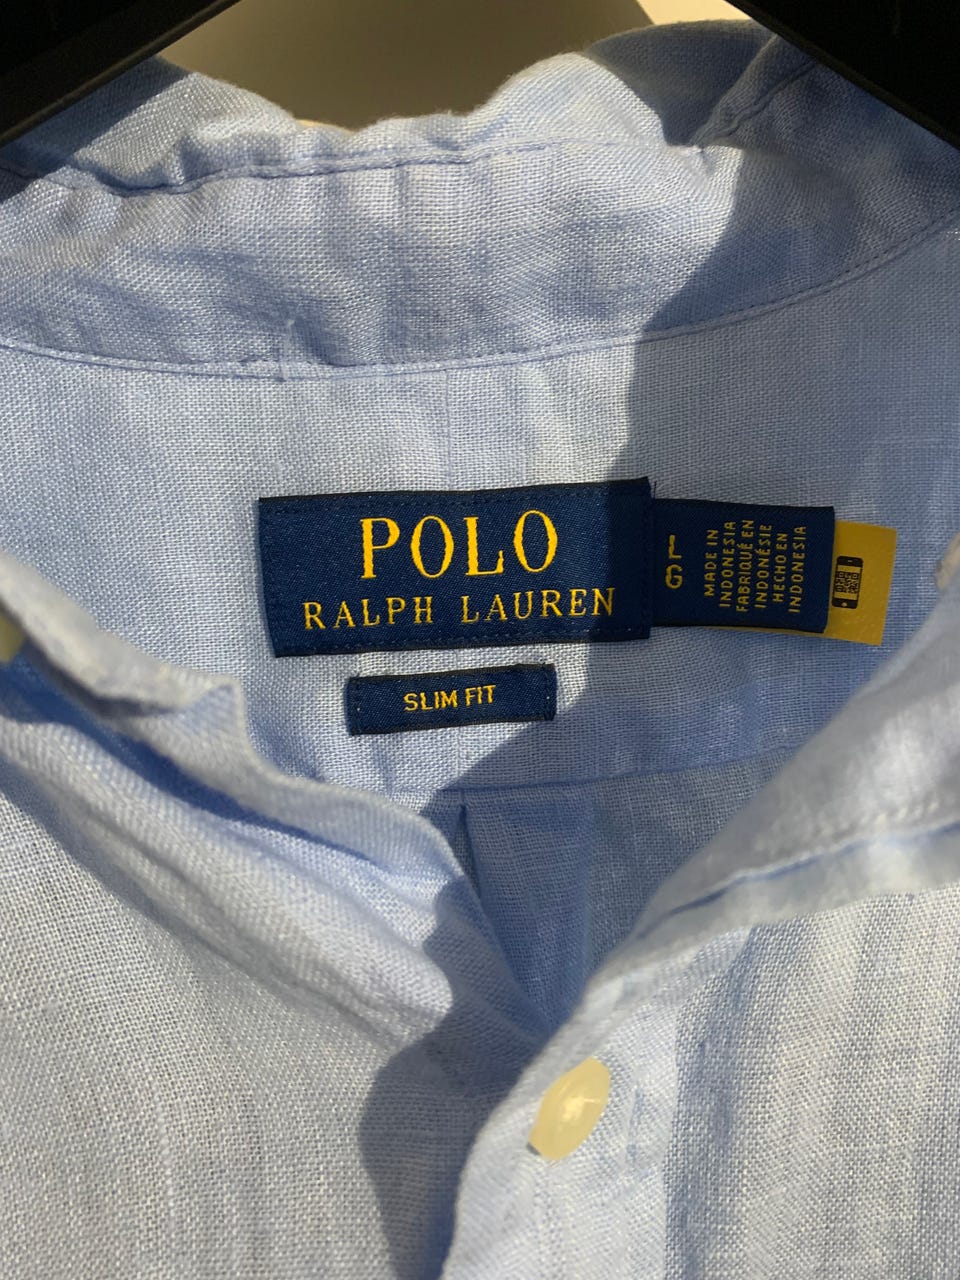 POLO
RALPH LAUREN
L
G
MADE IN
INDONESIA
FABRIQUÉ EN
INDONÉSIE
HECHO EN
INDONESIA
SLIM FIT